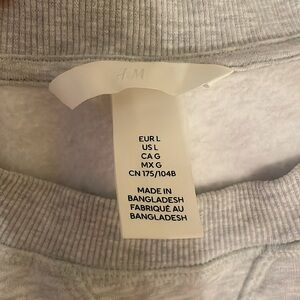 H&M
EUR L
US L
CA G
MX G
CN 175/104B
MADE IN
BANGLADESH
FABRIQUÉ AU
BANGLADESH